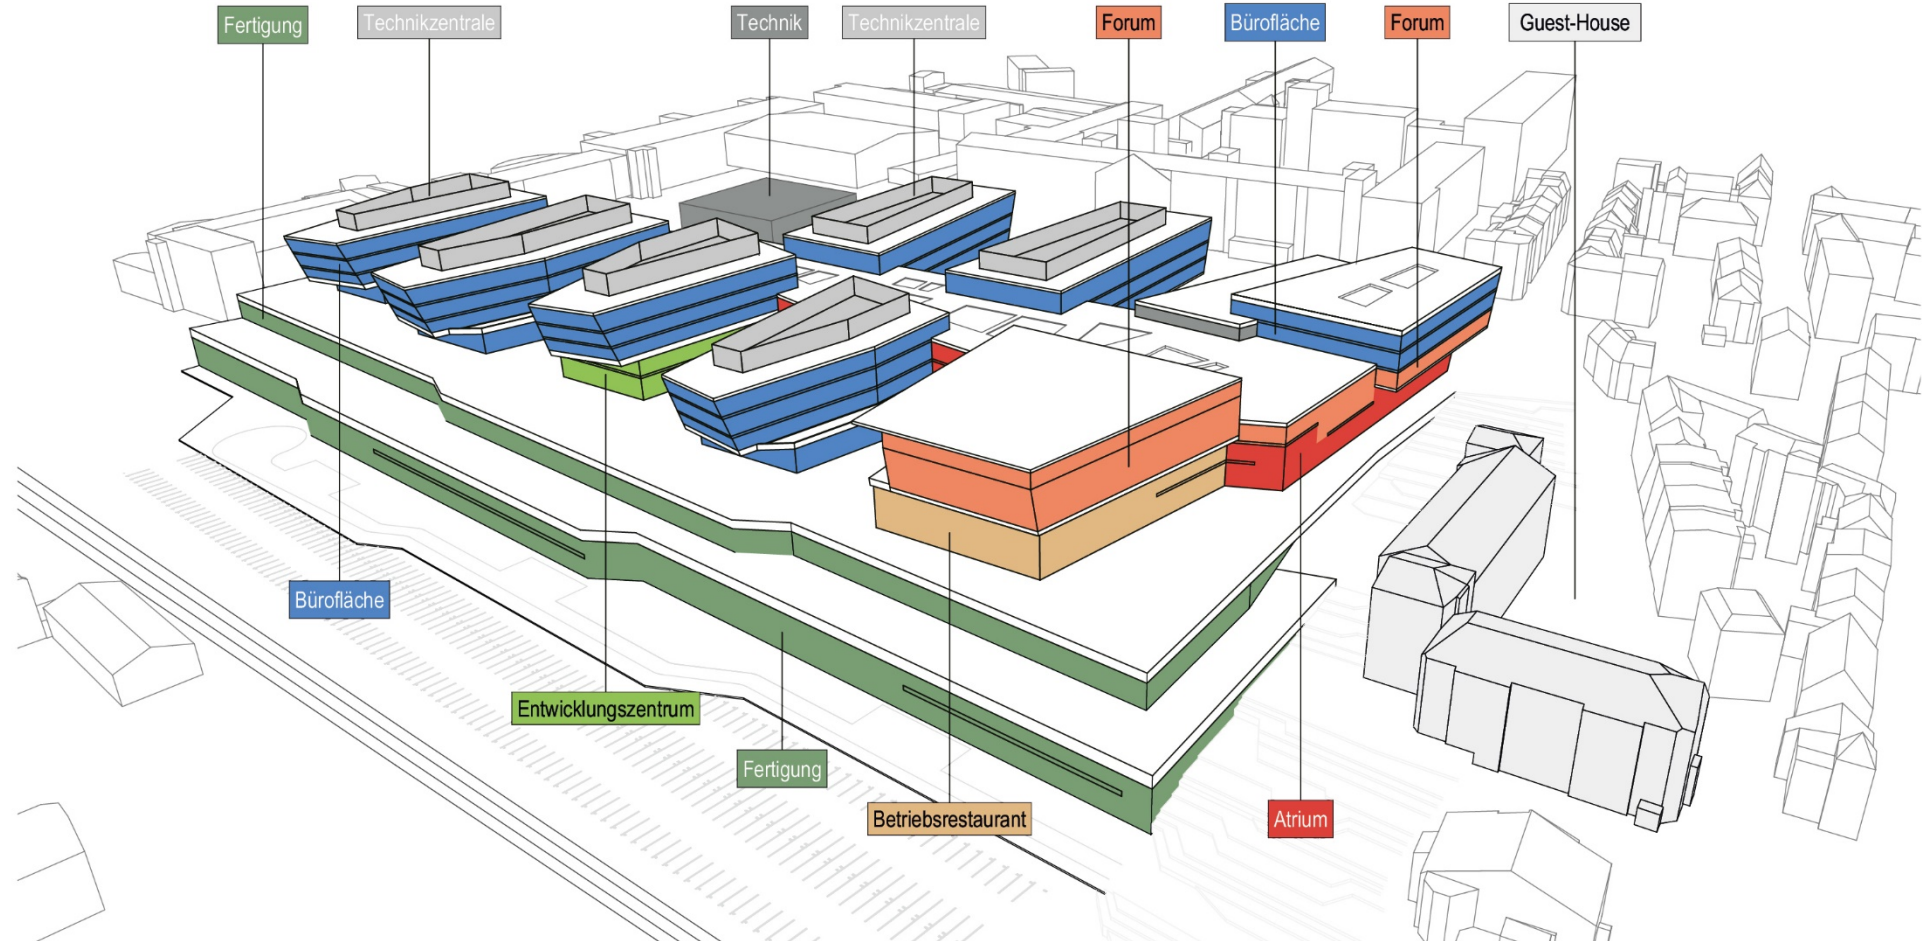 Fertigung
Technikzentrale
Technik
Technikzentrale
Forum
Bürofläche
Forum
Guest-House
Bürofläche
Entwicklungszentrum
Fertigung
Betriebsrestaurant
Atrium